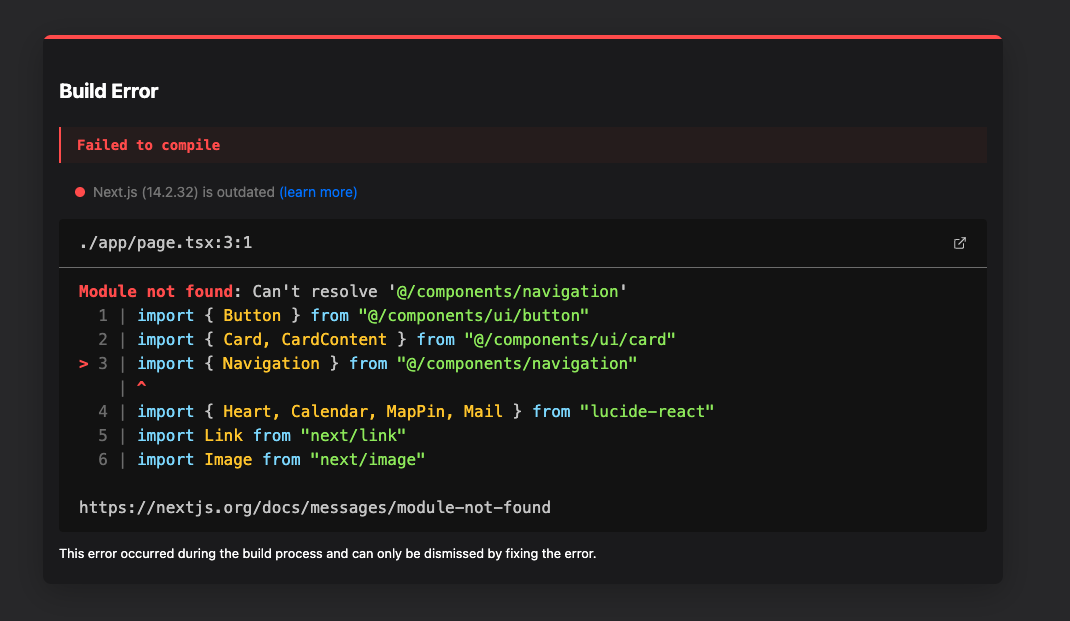 Build Error
Failed to compile
Next.js (14.2.32) is outdated (learn more)
./app/page.tsx:3:1
Module not found: Can't resolve '@/components/navigation'
1 | import { Button } from "@/components/ui/button"
2 | import { Card, CardContent } from "@/components/ui/card"
> 3 | import { Navigation } from "@/components/navigation"
| ^
4 | import { Heart, Calendar, MapPin, Mail } from "lucide-react"
5 | import Link from "next/link"
6 | import Image from "next/image"
https://nextjs.org/docs/messages/module-not-found
This error occurred during the build process and can only be dismissed by fixing the error.